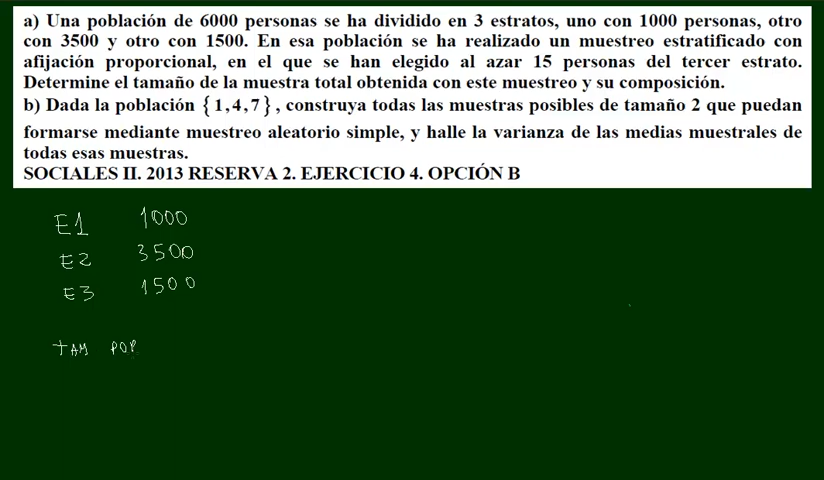 a) Una población de 6000 personas se ha dividido en 3 estratos, uno con 1000 personas, otro
con 3500 y otro con 1500. En esa población se ha realizado un muestreo estratificado con
afijación proporcional, en el que se han elegido al azar 15 personas del tercer estrato.
Determine el tamaño de la muestra total obtenida con este muestreo y su composición.
b) Dada la población {1,4,7}, construya todas las muestras posibles de tamaño 2 que puedan
formarse mediante muestreo aleatorio simple, y halle la varianza de las medias muestrales de
todas esas muestras.
SOCIALES II. 2013 RESERVA 2. EJERCICIO 4. OPCIÓN B
E1 1000
E2 3500
E3 1500
TAM POP